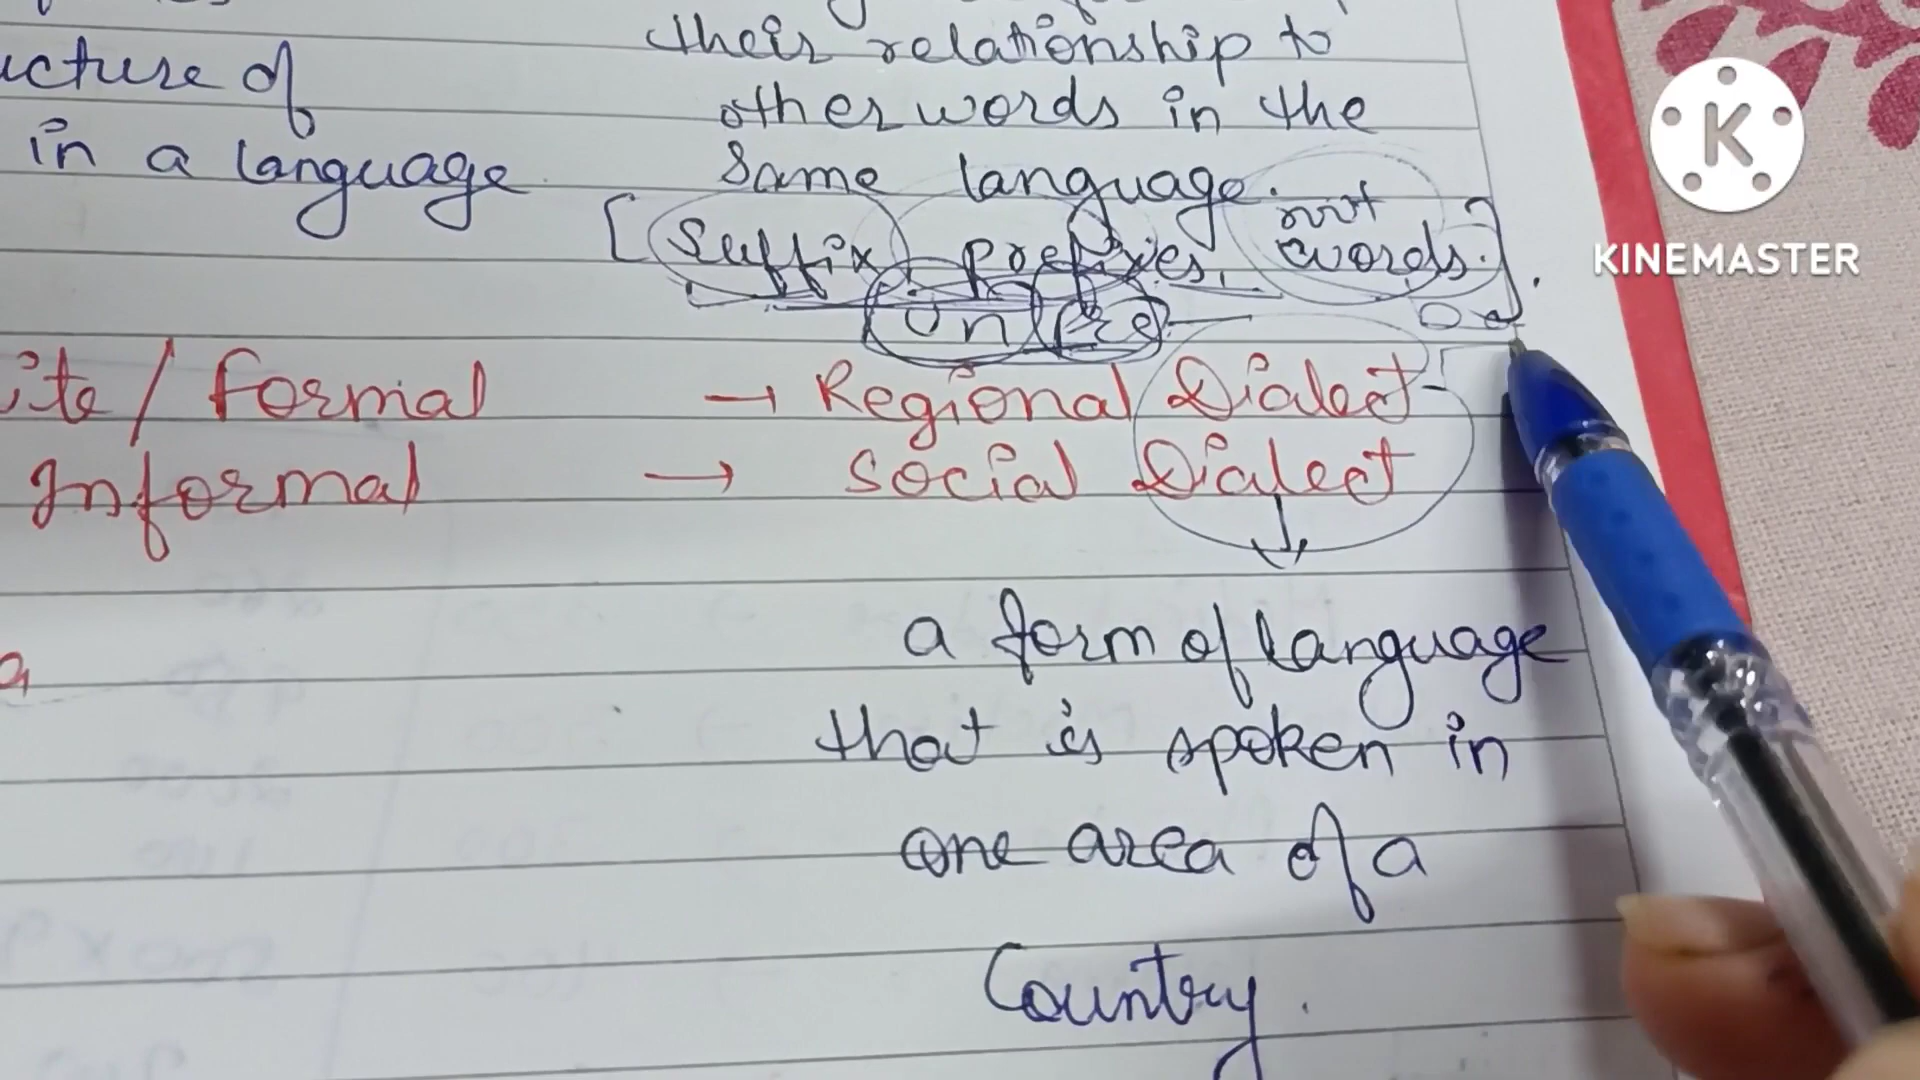 their relationship to
ucture of
other words in the
in a language
same language.
[suffix, prefixes, root words.].
in
ite / formal
→ Regional Dialect-
Informal
→ Social Dialect
a form of language
that is spoken in
one area of a
Country.
K
KINEMASTER